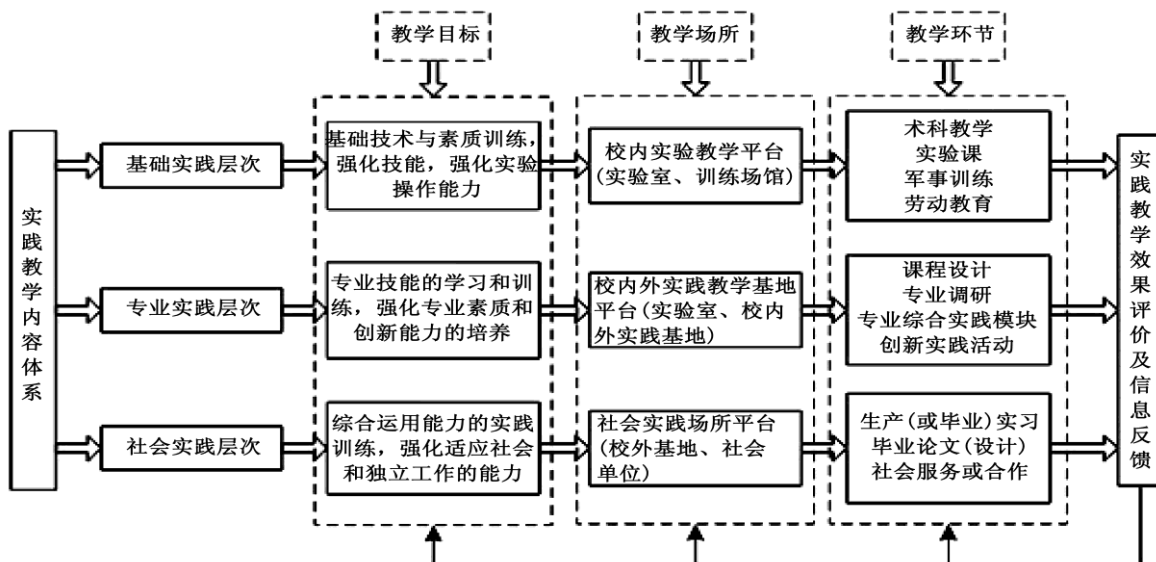 教学目标
教学场所
教学环节
实践教学内容体系
基础实践层次
基础技术与素质训练，
强化技能，强化实验
操作能力
校内实验教学平台
(实验室、训练场馆)
术科教学
实验课
军事训练
劳动教育
专业实践层次
专业技能的学习和训
练，强化专业素质和
创新能力的培养
校内外实践教学基地
平台(实验室、校内
外实践基地)
课程设计
专业调研
专业综合实践模块
创新实践活动
社会实践层次
综合运用能力的实践
训练，强化适应社会
和独立工作的能力
社会实践场所平台
(校外基地、社会
单位)
生产(或毕业)实习
毕业论文(设计)
社会服务或合作
实践教学效果评价及信息反馈